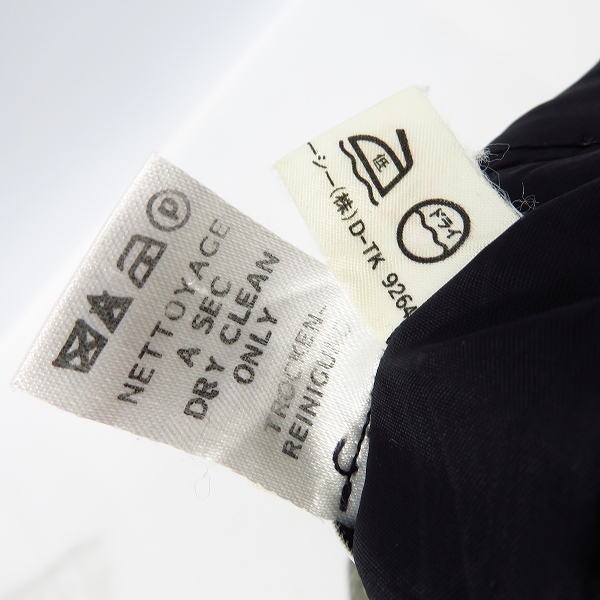 P
NETTOYAGE
A SEC
DRY CLEAN
ONLY
TROCKEN-
REINIGUNG
低
ドライ
ーシー(株)D-TK 9264